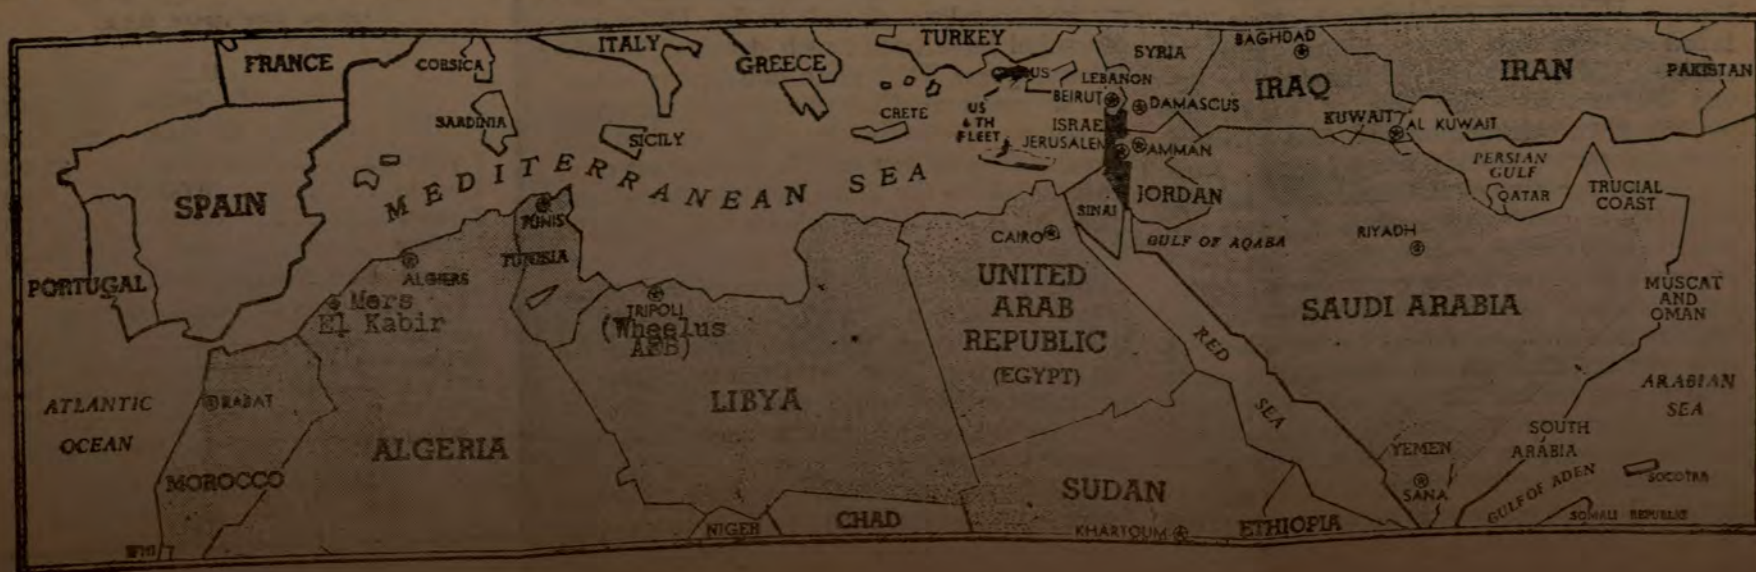 FRANCE
CORSICA
ITALY
GREECE
TURKEY
SYRIA
BAGHDAD
IRAQ
IRAN
PAKISTAN
LEBANON
BEIRUT
DAMASCUS
SARDINIA
SICILY
CRETE
US
6 TH
FLEET
ISRAE
JERUSALEM
AMMAN
KUWAIT
AL KUWAIT
PERSIAN
GULF
QATAR
TRUCIAL
COAST
SPAIN
MEDITERRANEAN SEA
JORDAN
SINAI
TUNIS
CAIRO
GULF OF AQABA
RIYADH
PORTUGAL
ALGIERS
TUNISIA
Mers
El Kabir
TRIPOLI
(Wheelus
AFB)
UNITED
ARAB
REPUBLIC
(EGYPT)
SAUDI ARABIA
MUSCAT
AND
OMAN
RED
SEA
ATLANTIC
OCEAN
RABAT
LIBYA
ARABIAN
SEA
ALGERIA
MOROCCO
SOUTH
ARABIA
YEMEN
SANA
GULF OF ADEN
SOCOTRA
SUDAN
NIGER
CHAD
KHARTOUM
ETHIOPIA
SOMALI REPUBLIC